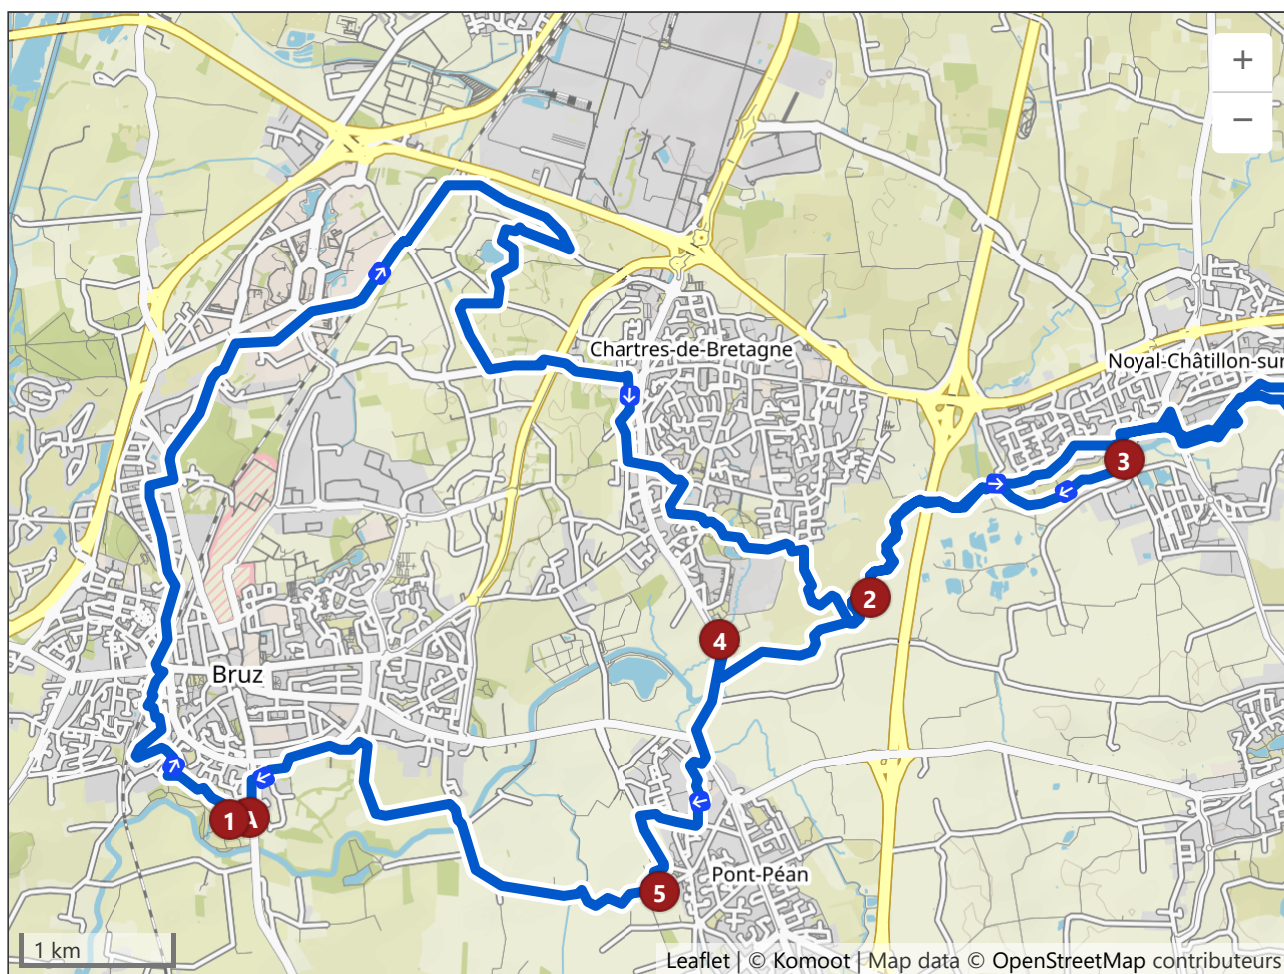 +
−
Chartres-de-Bretagne
Noyal-Châtillon-sur
3
2
4
Bruz
1 A
Pont-Péan
5
1 km
Leaflet | © Komoot | Map data © OpenStreetMap contributeurs